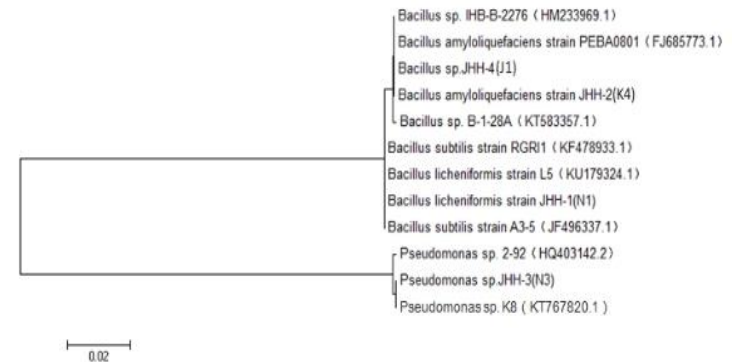 Bacillus sp. IHB-B-2276 (HM233969.1)
Bacillus amyloliquefaciens strain PEBA0801 (FJ685773.1)
Bacillus sp.JHH-4(J1)
Bacillus amyloliquefaciens strain JHH-2(K4)
Bacillus sp. B-1-28A (KT583357.1)
Bacillus subtilis strain RGRI1 (KF478933.1)
Bacillus licheniformis strain L5 (KU179324.1)
Bacillus licheniformis strain JHH-1(N1)
Bacillus subtilis strain A3-5 (JF496337.1)
Pseudomonas sp. 2-92 (HQ403142.2)
Pseudomonas sp.JHH-3(N3)
Pseudomonas sp. K8 ( KT767820.1 )
0.02